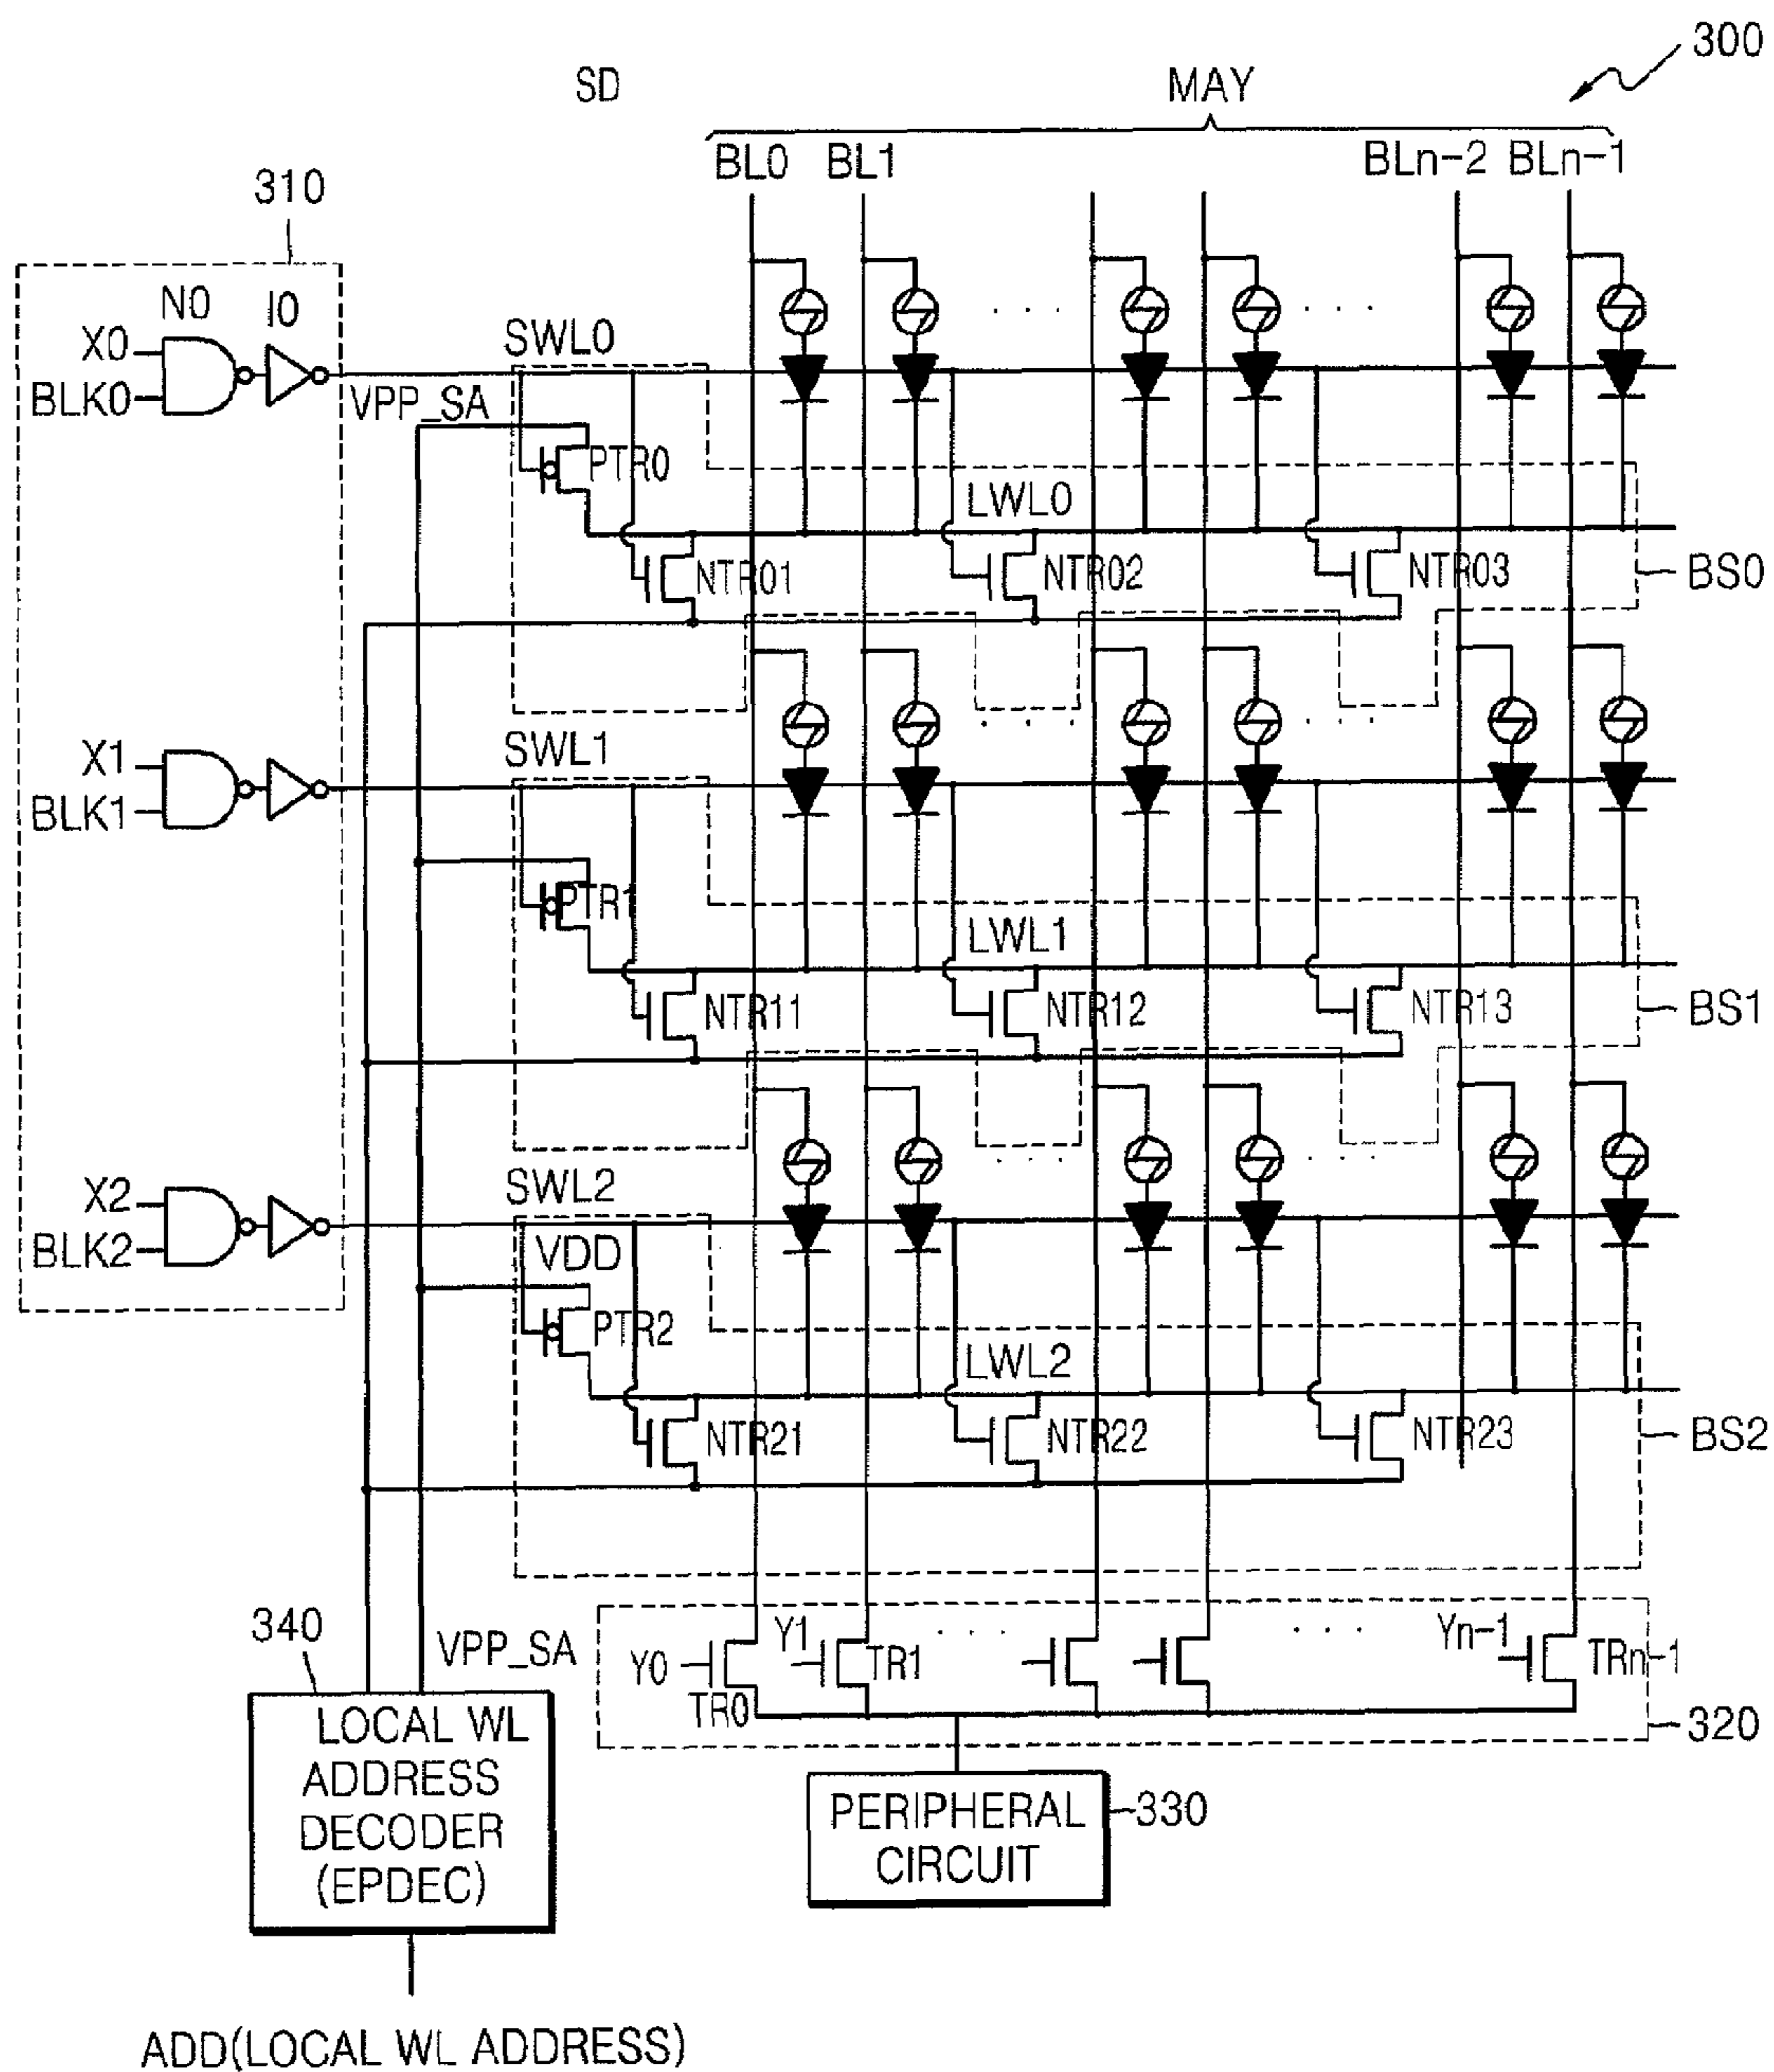 300
SD
MAY
BL0
BL1
BLn-2
BLn-1
310
N0
I0
X0
BLK0
SWL0
VPP_SA
PTR0
LWL0
NTR01
NTR02
NTR03
BS0
X1
BLK1
SWL1
PTR1
LWL1
NTR11
NTR12
NTR13
BS1
X2
BLK2
SWL2
VDD
PTR2
LWL2
NTR21
NTR22
NTR23
BS2
340
VPP_SA
Y0
TR0
Y1
TR1
Yn-1
TRn-1
320
LOCAL WL
ADDRESS
DECODER
(EPDEC)
PERIPHERAL
CIRCUIT
330
ADD(LOCAL WL ADDRESS)